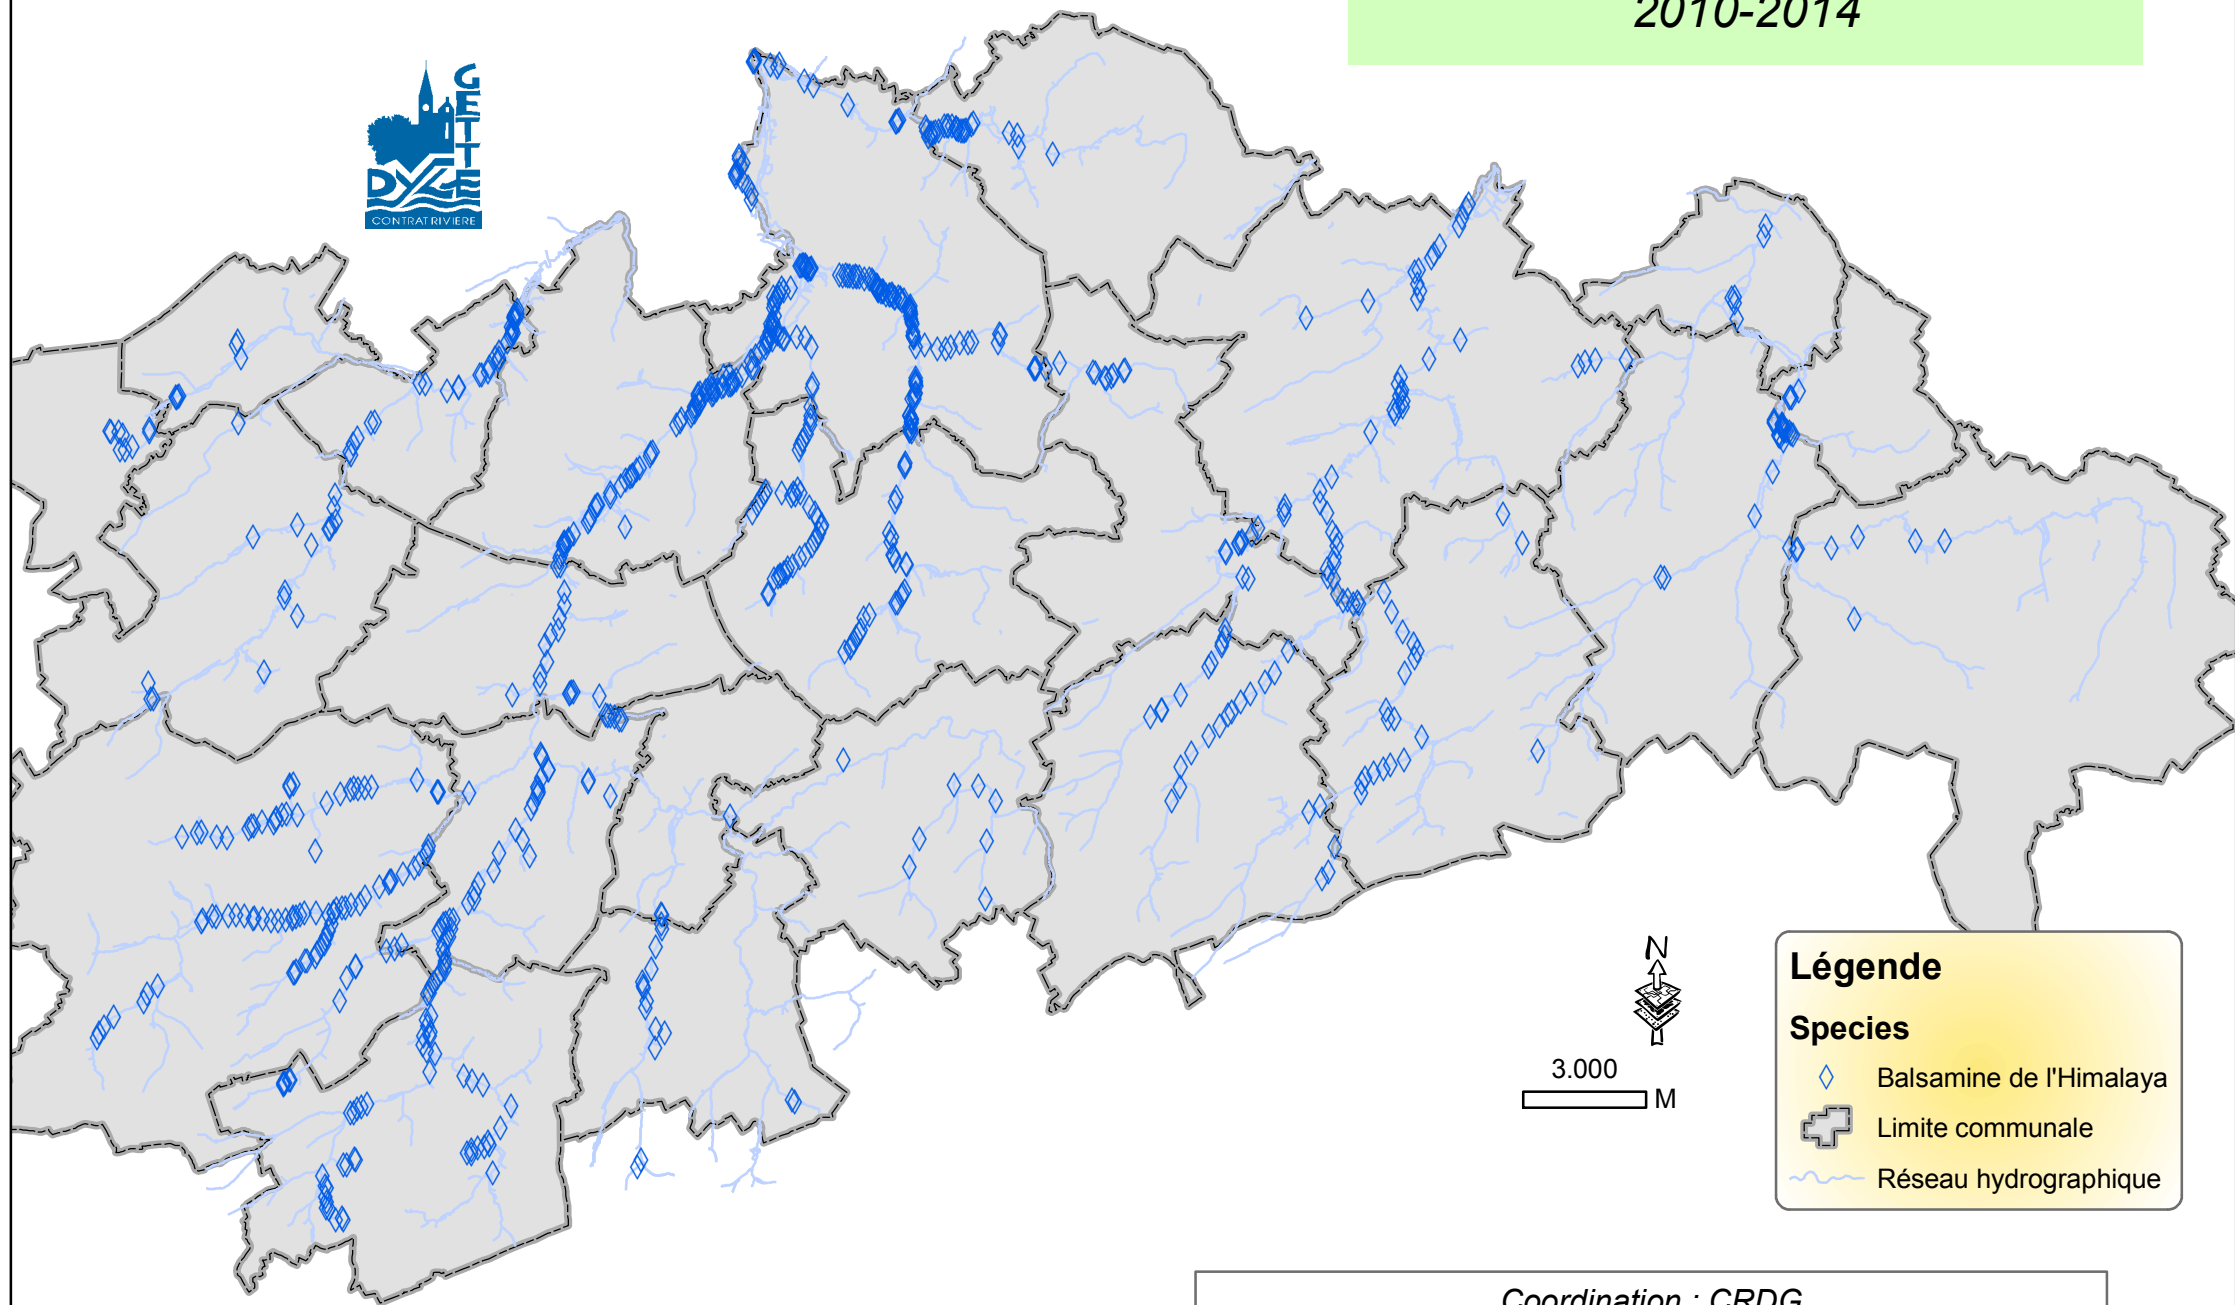 2010-2014
GETTE
DYLE
CONTRAT RIVIERE
N
3.000
M
Légende
Species
Balsamine de l'Himalaya
Limite communale
Réseau hydrographique
Coordination : CRDG